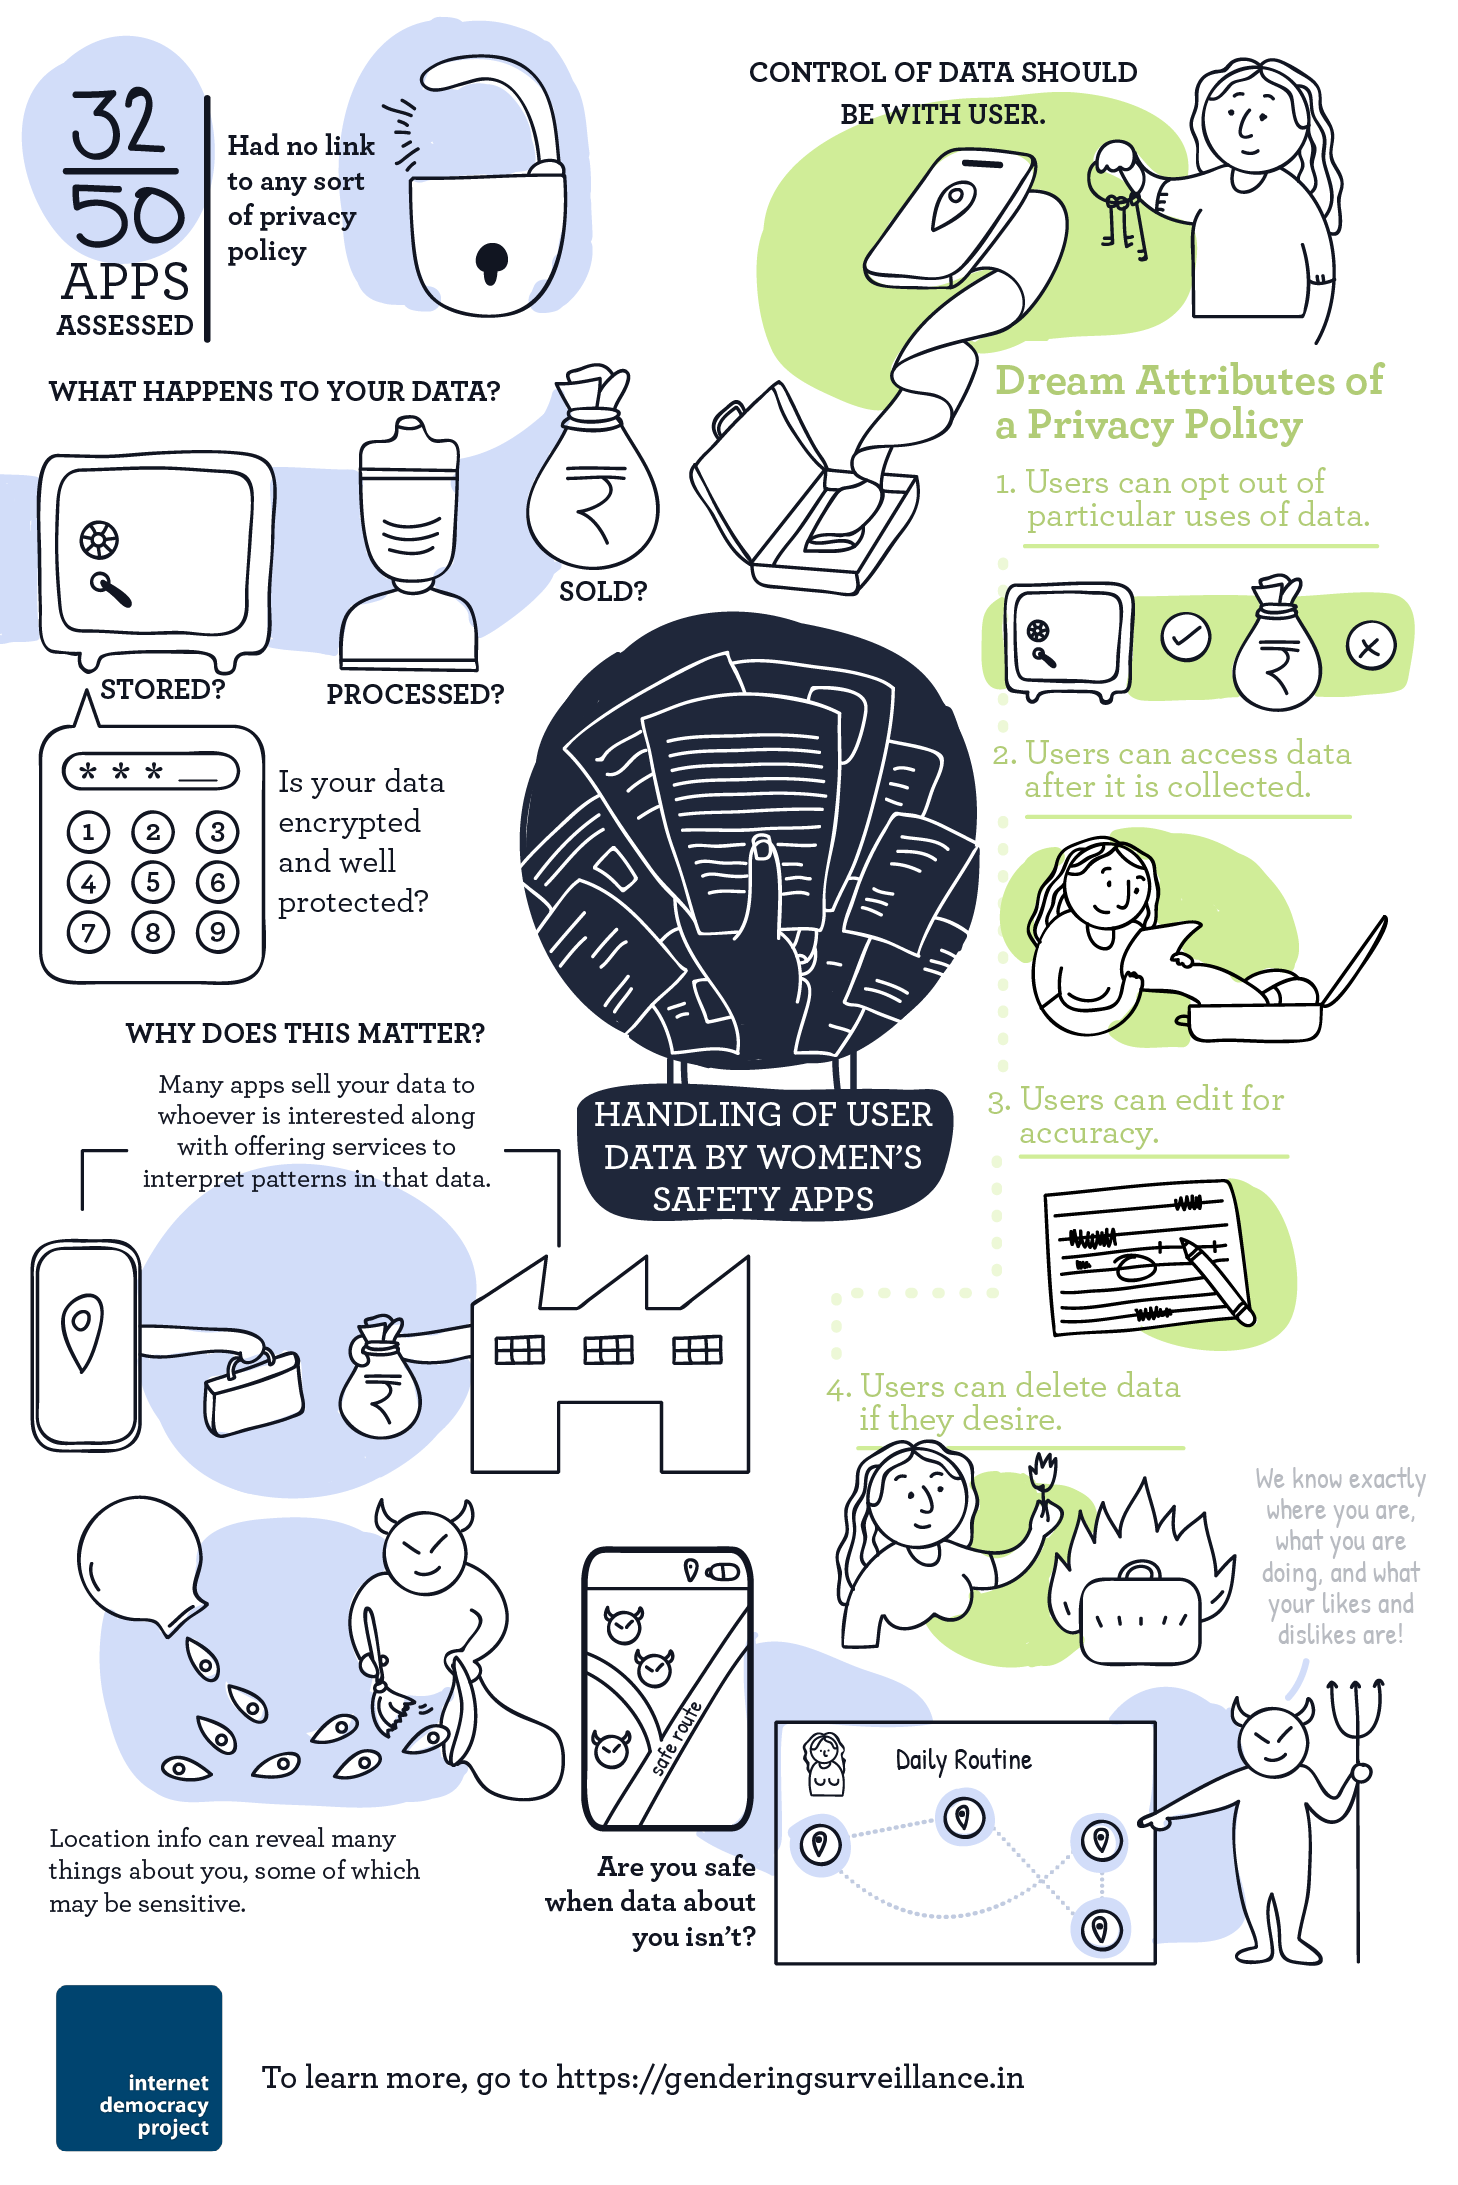 32
50
APPS
ASSESSED
Had no link
to any sort
of privacy
policy
CONTROL OF DATA SHOULD
BE WITH USER.
WHAT HAPPENS TO YOUR DATA?
STORED?
PROCESSED?
SOLD?
* * * _
1 2 3
4 5 6
7 8 9
Is your data
encrypted
and well
protected?
Dream Attributes of
a Privacy Policy
1. Users can opt out of
particular uses of data.
2. Users can access data
after it is collected.
3. Users can edit for
accuracy.
4. Users can delete data
if they desire.
HANDLING OF USER
DATA BY WOMEN'S
SAFETY APPS
WHY DOES THIS MATTER?
Many apps sell your data to
whoever is interested along
with offering services to
interpret patterns in that data.
₹
₹
₹
Location info can reveal many
things about you, some of which
may be sensitive.
safe route
Are you safe
when data about
you isn't?
Daily Routine
We know exactly
where you are,
what you are
doing, and what
your likes and
dislikes are!
internet
democracy
project
To learn more, go to https://genderingsurveillance.in